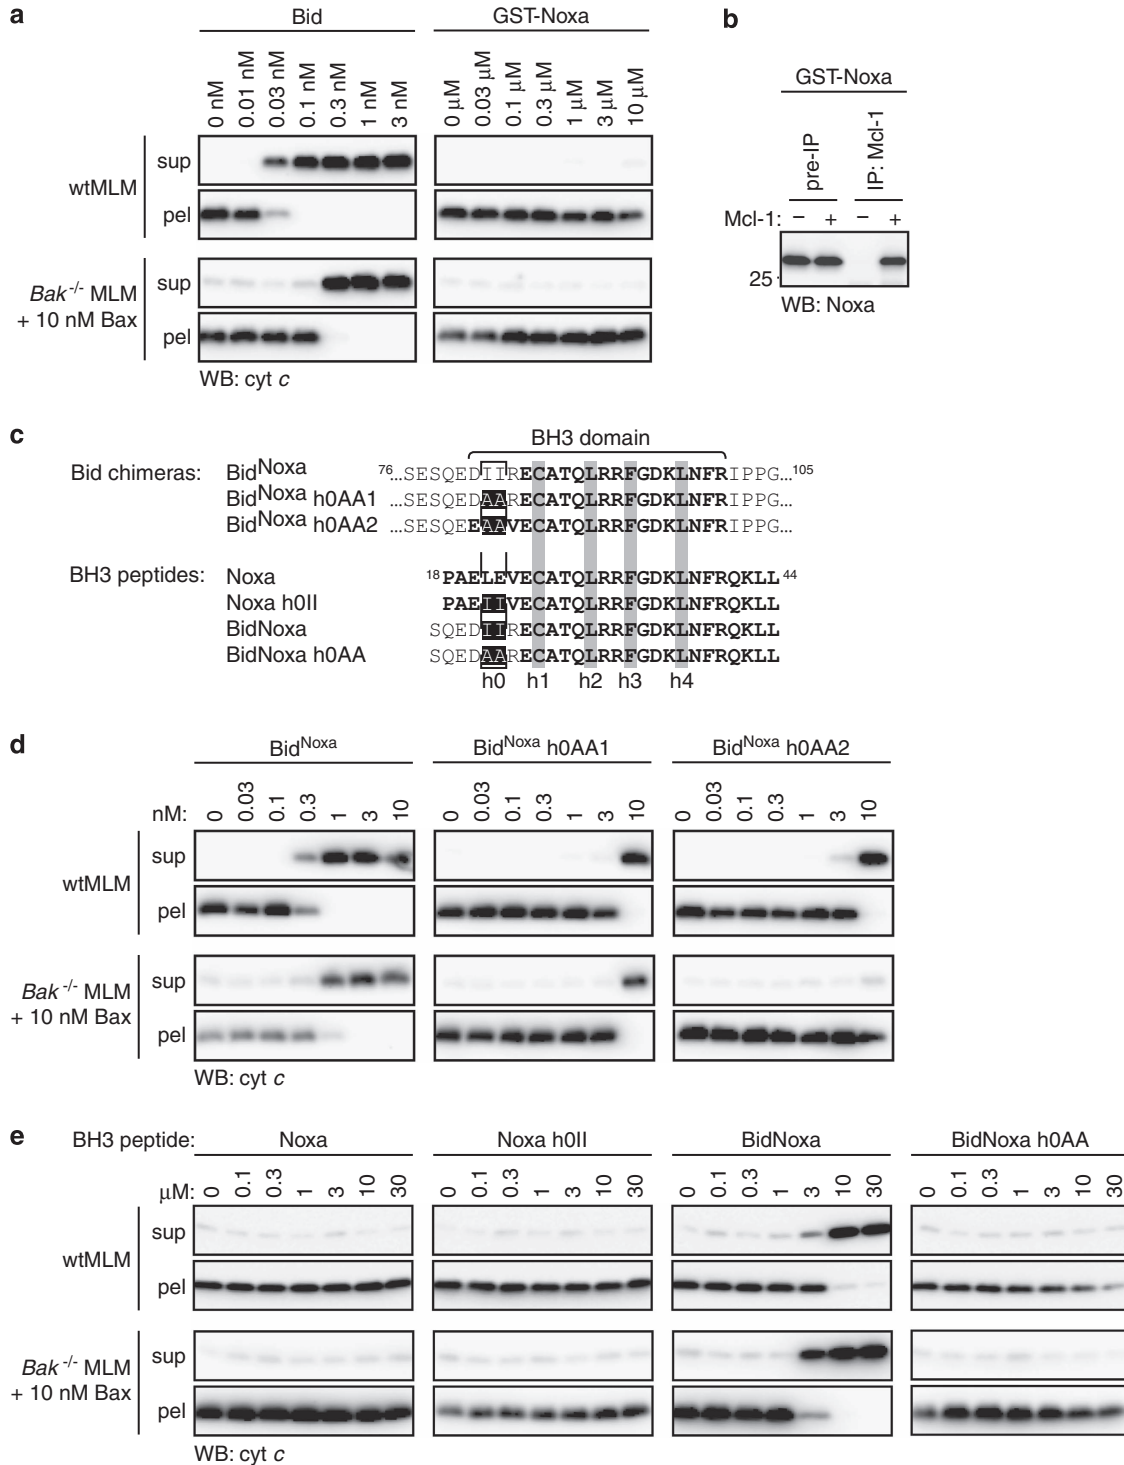 a
Bid GST-Noxa
0 nM 0.01 nM 0.03 nM 0.1 nM 0.3 nM 1 nM 3 nM 0 µM 0.03 µM 0.1 µM 0.3 µM 1 µM 3 µM 10 µM
wtMLM sup
pel
Bak-/- MLM + 10 nM Bax sup
pel
WB: cyt c
b
GST-Noxa
pre-IP IP: Mcl-1
Mcl-1: – + – +
25
WB: Noxa
c
BH3 domain
Bid chimeras: BidNoxa 76...SESQEDIIRECATQLRRFGDKLNFRIPPG...105
BidNoxa h0AA1 ...SESQEDAARECATQLRRFGDKLNFRIPPG...
BidNoxa h0AA2 ...SESQEEAAVECATQLRRFGDKLNFRIPPG...
BH3 peptides: Noxa 18PAELEVECATQLRRFGDKLNFRQKLL44
Noxa h0II PAEIIVECATQLRRFGDKLNFRQKLL
BidNoxa SQEDIIRECATQLRRFGDKLNFRQKLL
BidNoxa h0AA SQEDAARECATQLRRFGDKLNFRQKLL
h0 h1 h2 h3 h4
d
BidNoxa BidNoxa h0AA1 BidNoxa h0AA2
nM: 0 0.03 0.1 0.3 1 3 10 0 0.03 0.1 0.3 1 3 10 0 0.03 0.1 0.3 1 3 10
wtMLM sup
pel
Bak-/- MLM + 10 nM Bax sup
pel
WB: cyt c
e
BH3 peptide: Noxa Noxa h0II BidNoxa BidNoxa h0AA
µM: 0 0.1 0.3 1 3 10 30 0 0.1 0.3 1 3 10 30 0 0.1 0.3 1 3 10 30 0 0.1 0.3 1 3 10 30
wtMLM sup
pel
Bak-/- MLM + 10 nM Bax sup
pel
WB: cyt c